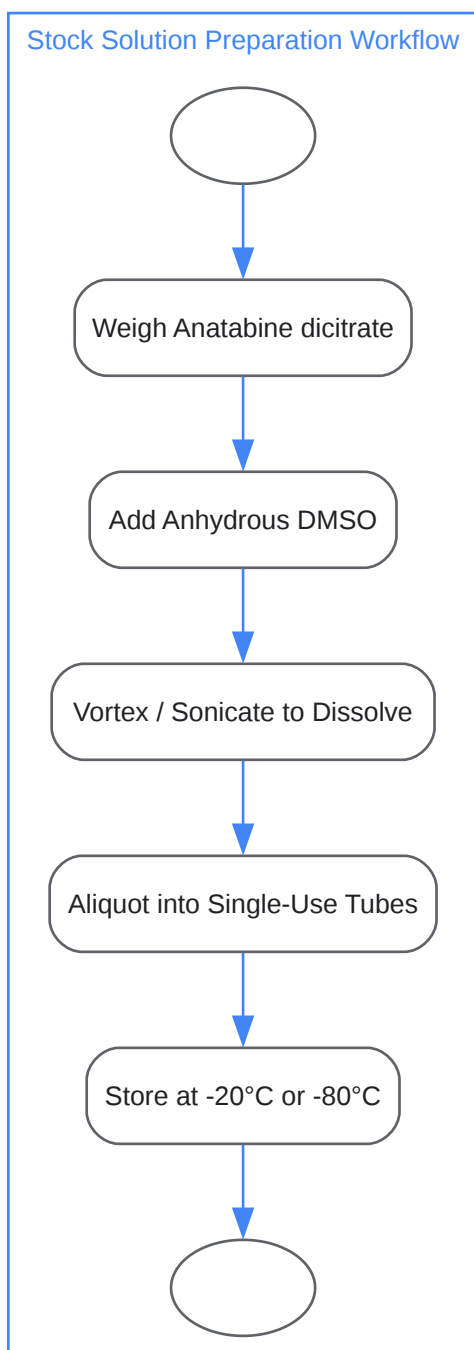 Stock Solution Preparation Workflow
Weigh Anatabine dicitrate
Add Anhydrous DMSO
Vortex / Sonicate to Dissolve
Aliquot into Single-Use Tubes
Store at -20°C or -80°C